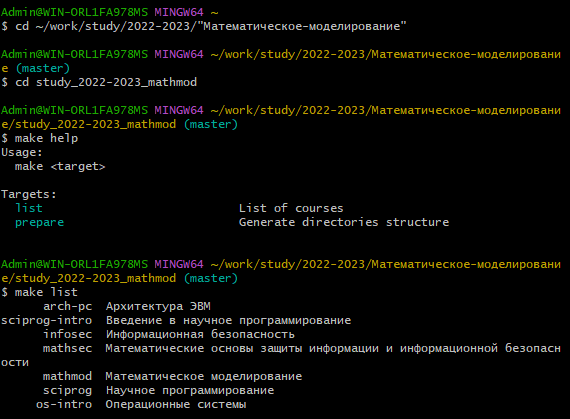 Admin@WIN-ORL1FA978MS MINGW64 ~
$ cd ~/work/study/2022-2023/"Математическое-моделирование"
Admin@WIN-ORL1FA978MS MINGW64 ~/work/study/2022-2023/Математическое-моделировани
е (master)
$ cd study_2022-2023_mathmod
Admin@WIN-ORL1FA978MS MINGW64 ~/work/study/2022-2023/Математическое-моделировани
е/study_2022-2023_mathmod (master)
$ make help
Usage:
  make <target>
Targets:
  list                         List of courses
  prepare                      Generate directories structure
Admin@WIN-ORL1FA978MS MINGW64 ~/work/study/2022-2023/Математическое-моделировани
е/study_2022-2023_mathmod (master)
$ make list
      arch-pc  Архитектура ЭВМ
sciprog-intro  Введение в научное программирование
      infosec  Информационная безопасность
      mathsec  Математические основы защиты информации и информационной безопасн
ости
      mathmod  Математическое моделирование
      sciprog  Научное программирование
     os-intro  Операционные системы